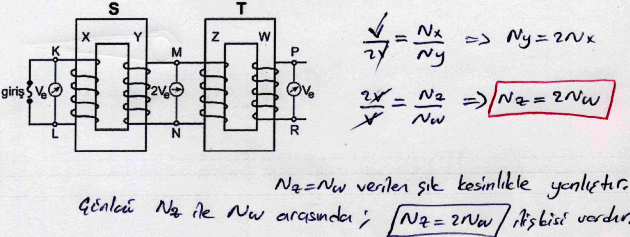 S T
X Y Z W
K M P
giriş Ve 2Ve Ve
L N R
V/2V = Nx/Ny => Ny = 2Nx
2V/V = Nz/Nw => Nz = 2Nw
Nz = Nw verilen şık kesinlikle yanlıştır.
Çünkü Nz ile Nw arasında; Nz = 2Nw ilişkisi vardır.